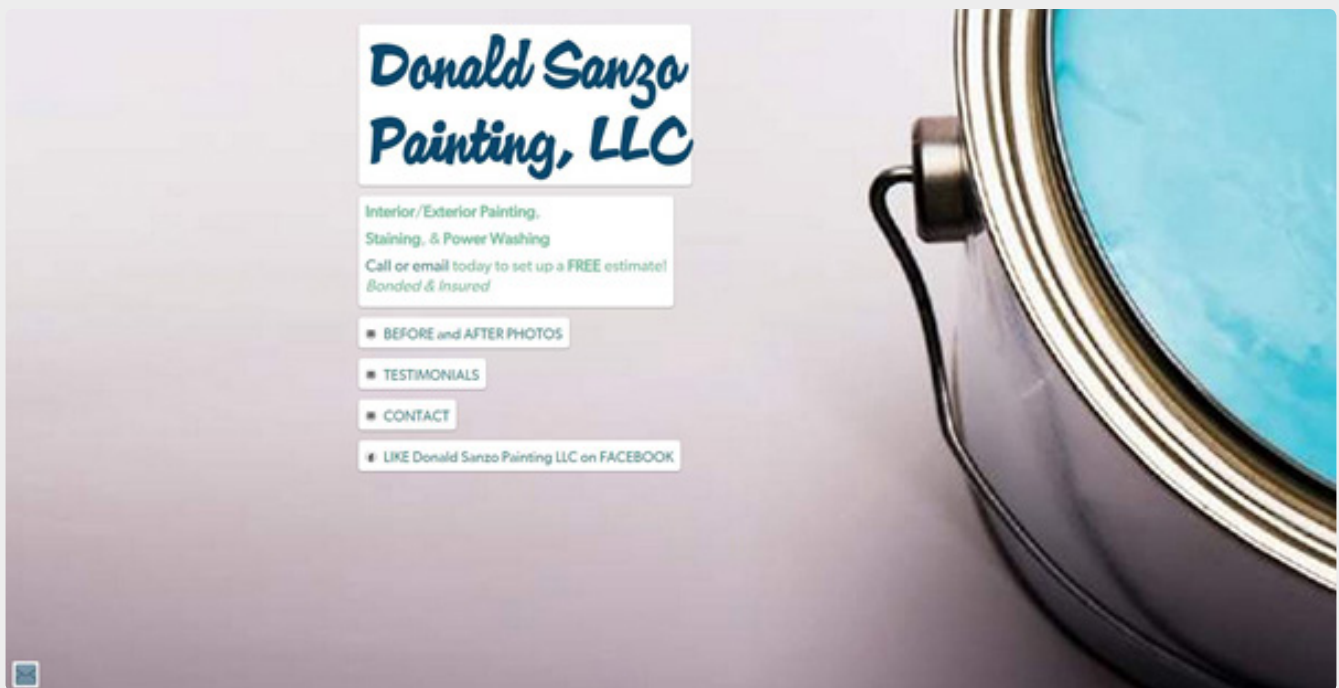 Donald Sanzo
Painting, LLC
Interior/Exterior Painting,
Staining, & Power Washing
Call or email today to set up a FREE estimate!
Bonded & Insured
BEFORE and AFTER PHOTOS
TESTIMONIALS
CONTACT
LIKE Donald Sanzo Painting LLC on FACEBOOK